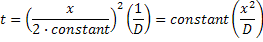 t = (x / (2 · constant))² (1/D) = constant (x²/D)